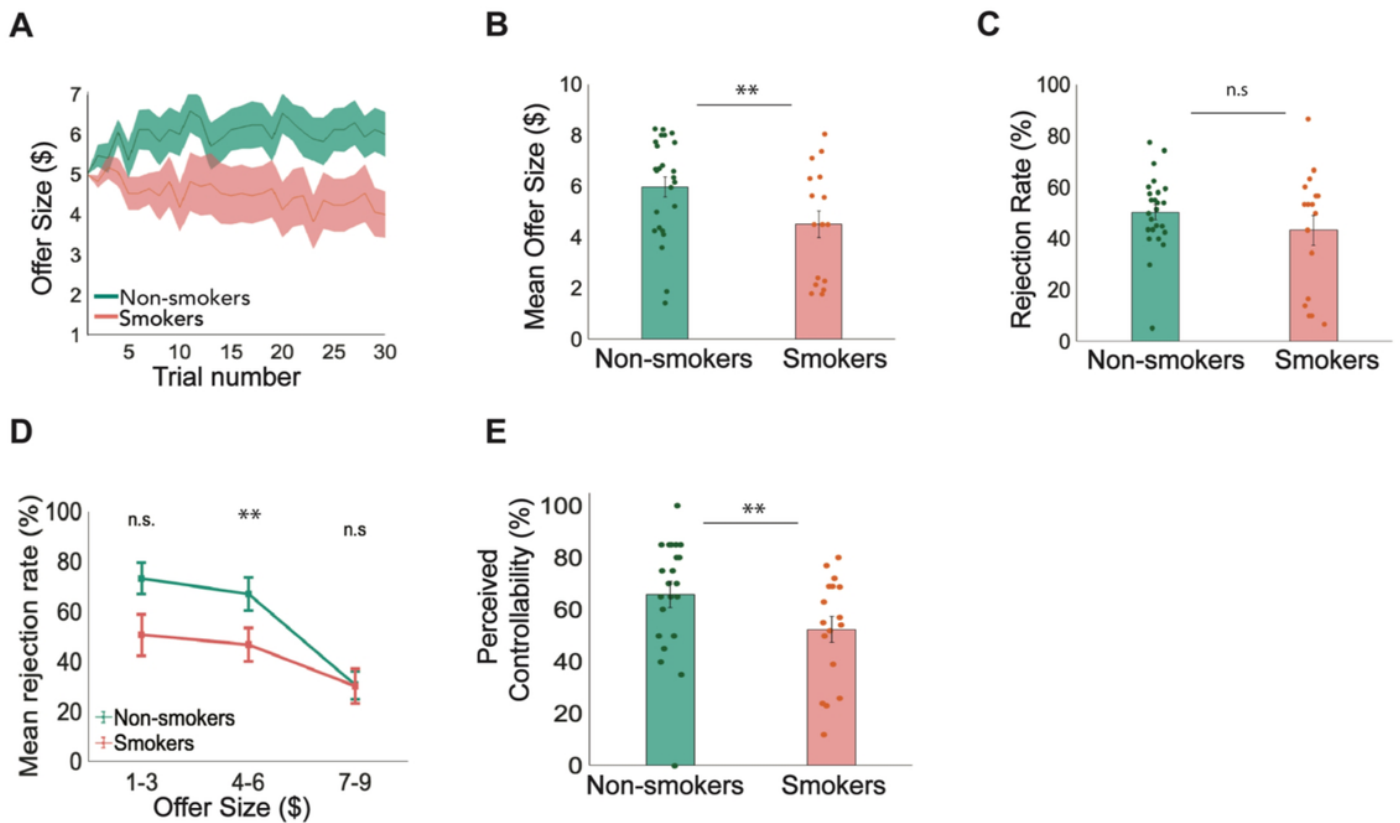 A
Offer Size ($)
7
6
5
4
3
2
1
Non-smokers
Smokers
5 10 15 20 25 30
Trial number
B
Mean Offer Size ($)
10
8
6
4
2
0
**
Non-smokers Smokers
C
Rejection Rate (%)
100
80
60
40
20
0
n.s
Non-smokers Smokers
D
Mean rejection rate (%)
100
80
60
40
20
0
n.s. ** n.s
Non-smokers
Smokers
1-3 4-6 7-9
Offer Size ($)
E
Perceived
Controllability (%)
100
80
60
40
20
0
**
Non-smokers Smokers